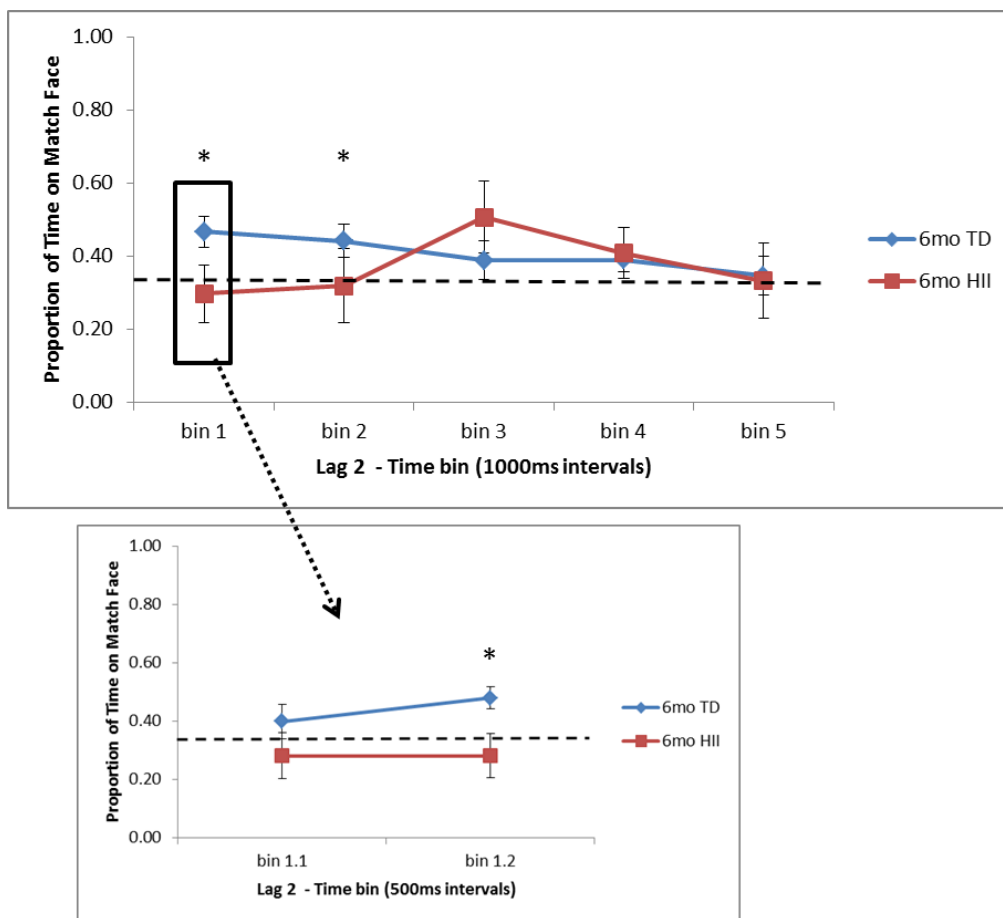 Proportion of Time on Match Face
1.00
0.80
0.60
0.40
0.20
0.00
*
*
6mo TD
6mo HII
bin 1
bin 2
bin 3
bin 4
bin 5
Lag 2 - Time bin (1000ms intervals)
Proportion of Time on Match Face
1.00
0.80
0.60
0.40
0.20
0.00
*
6mo TD
6mo HII
bin 1.1
bin 1.2
Lag 2 - Time bin (500ms intervals)